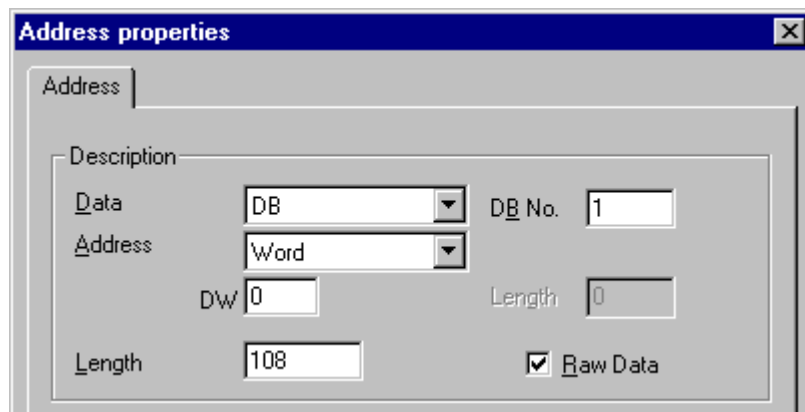 Address properties
Address
Description
Data DB DB No. 1
Address Word
DW 0 Length 0
Length 108 Raw Data